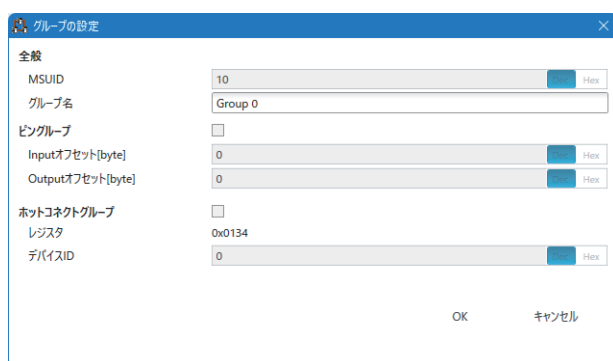 グループの設定
全般
MSUID 10 Dec Hex
グループ名 Group 0
ピングループ
Inputオフセット[byte] 0 Dec Hex
Outputオフセット[byte] 0 Dec Hex
ホットコネクトグループ
レジスタ 0x0134
デバイスID 0 Dec Hex
OK キャンセル